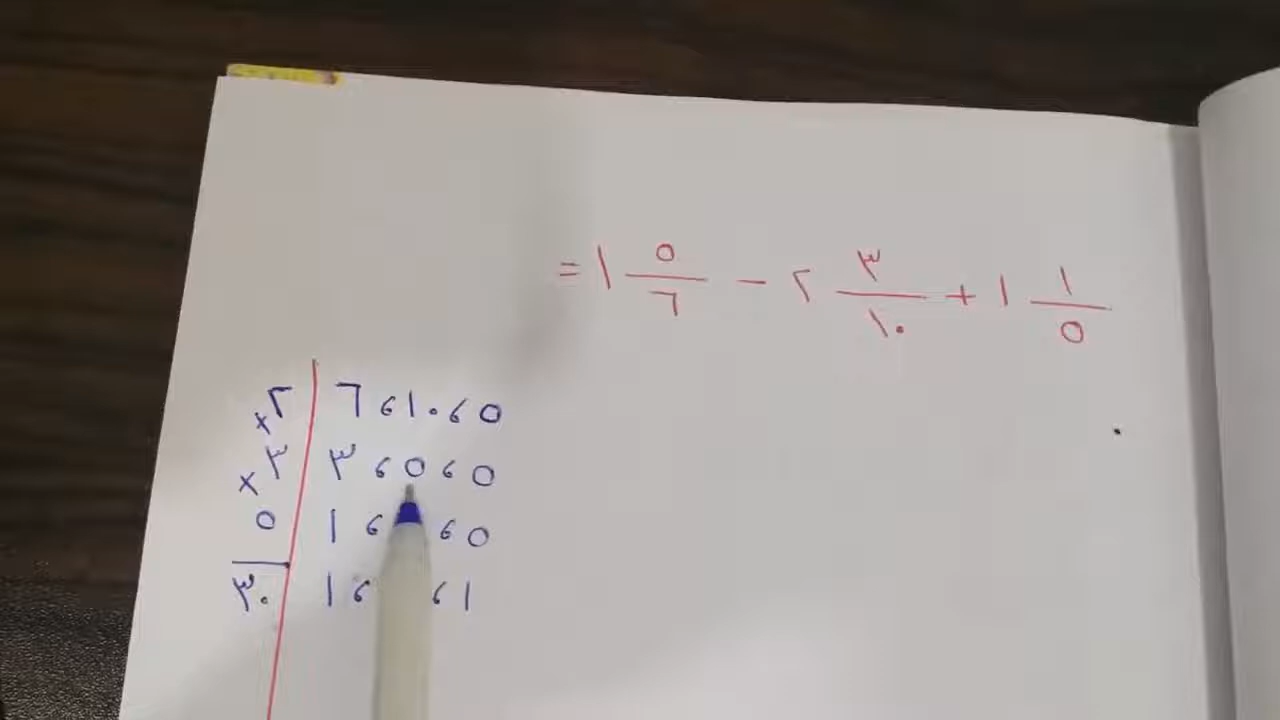 = ١ ٥/٦ - ٢ ٣/١٠ + ١ ١/٥
×٢ | ٦ ، ١٠ ، ٥
×٣ | ٣ ، ٥ ، ٥
٥ | ١ ، ، ٥
٣٠ | ١ ، ، ١